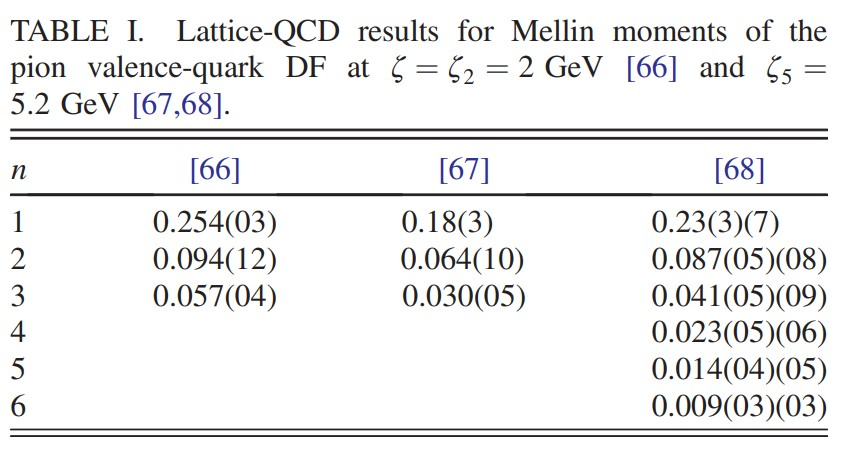 TABLE I. Lattice-QCD results for Mellin moments of the
pion valence-quark DF at ζ = ζ₂ = 2 GeV [66] and ζ₅ =
5.2 GeV [67,68].
n [66] [67] [68]
1 0.254(03) 0.18(3) 0.23(3)(7)
2 0.094(12) 0.064(10) 0.087(05)(08)
3 0.057(04) 0.030(05) 0.041(05)(09)
4 0.023(05)(06)
5 0.014(04)(05)
6 0.009(03)(03)